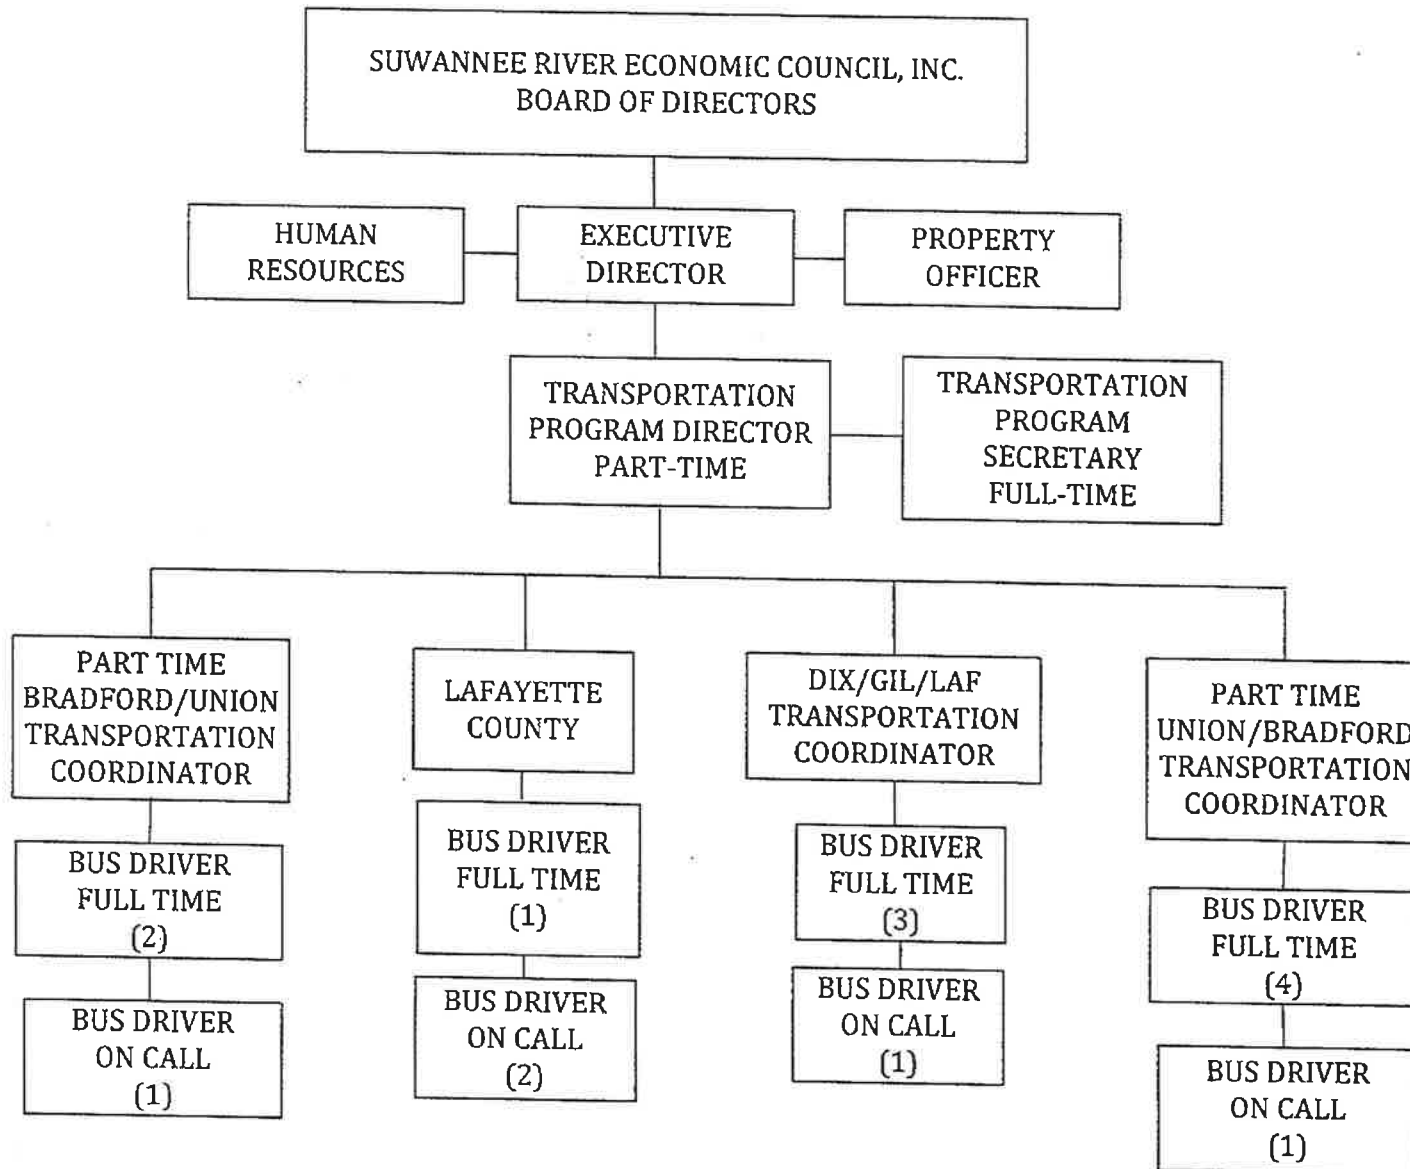 SUWANNEE RIVER ECONOMIC COUNCIL, INC.
BOARD OF DIRECTORS
HUMAN
RESOURCES
EXECUTIVE
DIRECTOR
PROPERTY
OFFICER
TRANSPORTATION
PROGRAM DIRECTOR
PART-TIME
TRANSPORTATION
PROGRAM
SECRETARY
FULL-TIME
PART TIME
BRADFORD/UNION
TRANSPORTATION
COORDINATOR
LAFAYETTE
COUNTY
DIX/GIL/LAF
TRANSPORTATION
COORDINATOR
PART TIME
UNION/BRADFORD
TRANSPORTATION
COORDINATOR
BUS DRIVER
FULL TIME
(2)
BUS DRIVER
FULL TIME
(1)
BUS DRIVER
FULL TIME
(3)
BUS DRIVER
FULL TIME
(4)
BUS DRIVER
ON CALL
(1)
BUS DRIVER
ON CALL
(2)
BUS DRIVER
ON CALL
(1)
BUS DRIVER
ON CALL
(1)